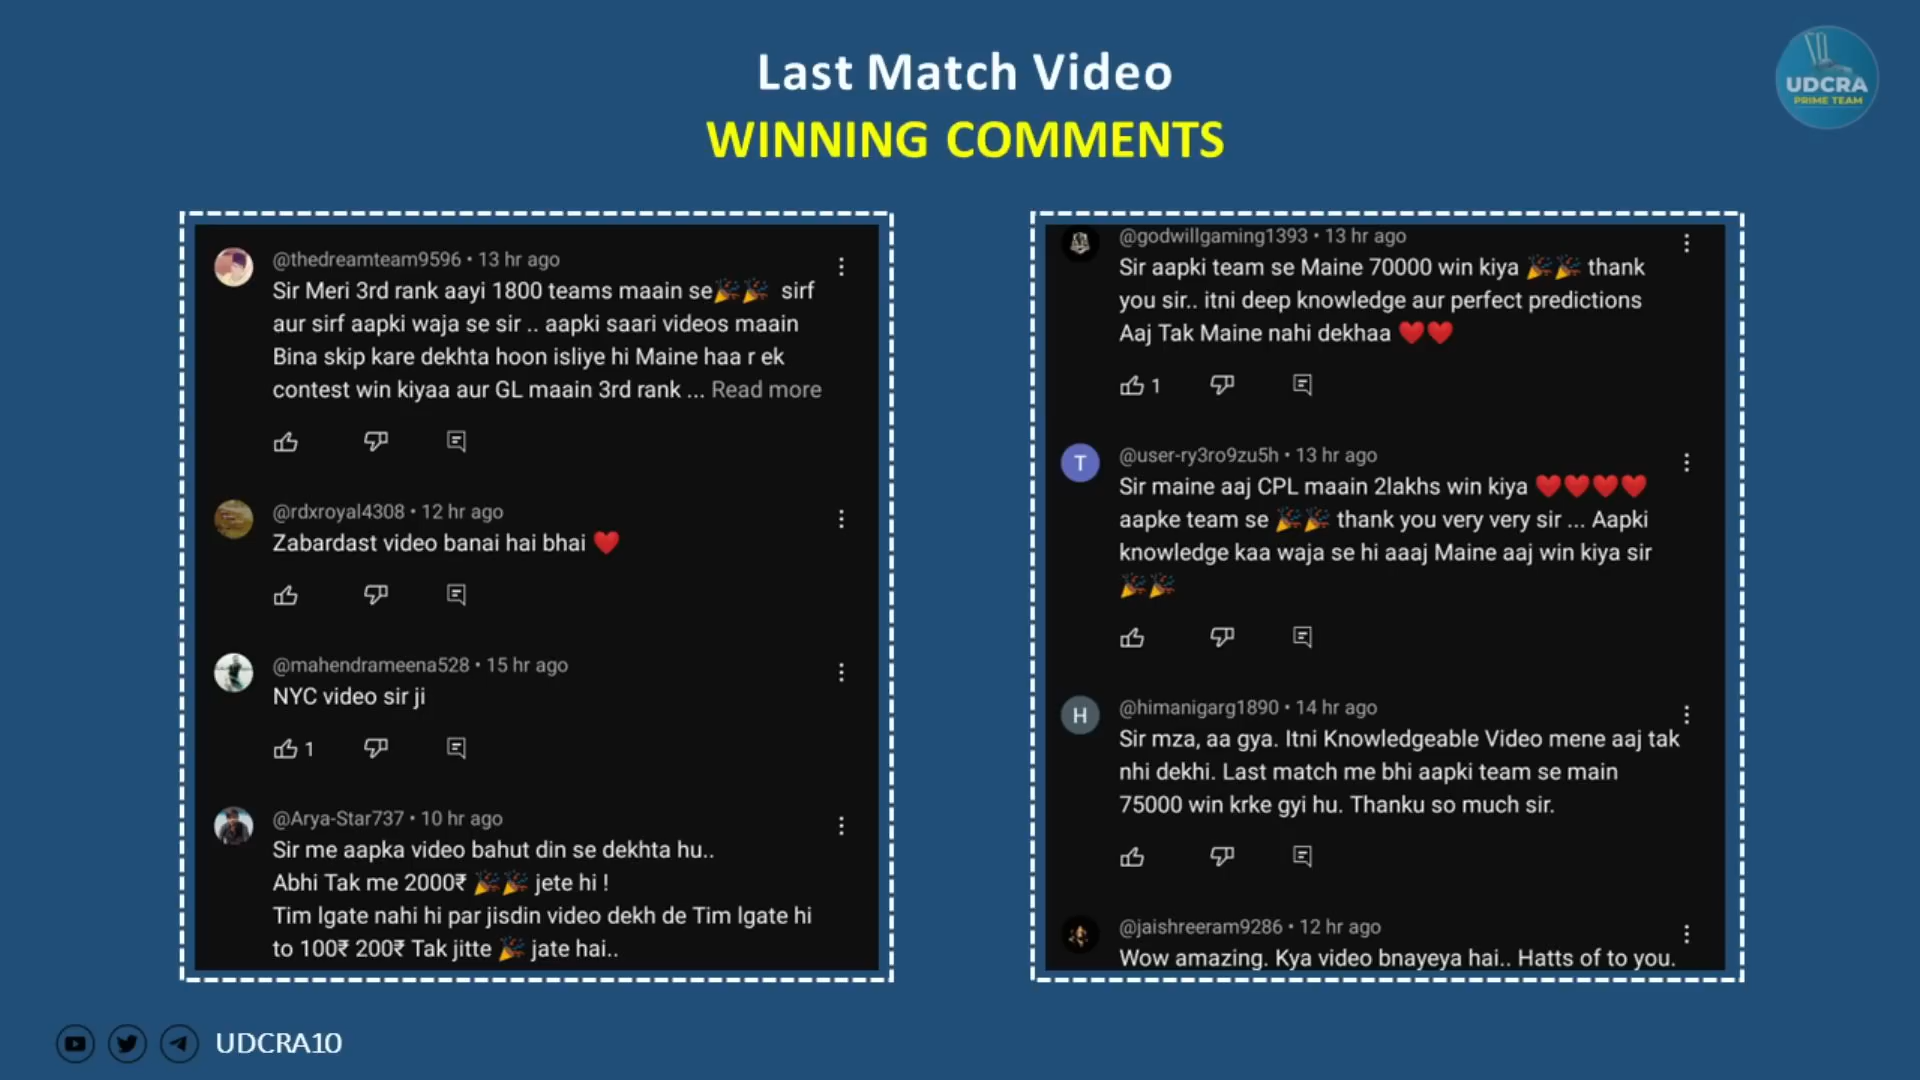 Last Match Video
WINNING COMMENTS
UDCRA
PRIME TEAM
@thedreamteam9596 • 13 hr ago
Sir Meri 3rd rank aayi 1800 teams maain se🎉🎉 sirf
aur sirf aapki waja se sir .. aapki saari videos maain
Bina skip kare dekhta hoon isliye hi Maine haa r ek
contest win kiyaa aur GL maain 3rd rank ... Read more
@rdxroyal4308 • 12 hr ago
Zabardast video banai hai bhai ❤️
@mahendrameena528 • 15 hr ago
NYC video sir ji
1
@Arya-Star737 • 10 hr ago
Sir me aapka video bahut din se dekhta hu..
Abhi Tak me 2000₹ 🎉🎉 jete hi !
Tim lgate nahi hi par jisdin video dekh de Tim lgate hi
to 100₹ 200₹ Tak jitte 🎉 jate hai..
@godwillgaming1393 • 13 hr ago
Sir aapki team se Maine 70000 win kiya 🎉🎉 thank
you sir.. itni deep knowledge aur perfect predictions
Aaj Tak Maine nahi dekhaa ❤️❤️
1
T
@user-ry3ro9zu5h • 13 hr ago
Sir maine aaj CPL maain 2lakhs win kiya ❤️❤️❤️❤️
aapke team se 🎉🎉 thank you very very sir ... Aapki
knowledge kaa waja se hi aaaj Maine aaj win kiya sir
🎉🎉
H
@himanigarg1890 • 14 hr ago
Sir mza, aa gya. Itni Knowledgeable Video mene aaj tak
nhi dekhi. Last match me bhi aapki team se main
75000 win krke gyi hu. Thanku so much sir.
@jaishreeram9286 • 12 hr ago
Wow amazing. Kya video bnayeya hai.. Hatts of to you.
UDCRA10